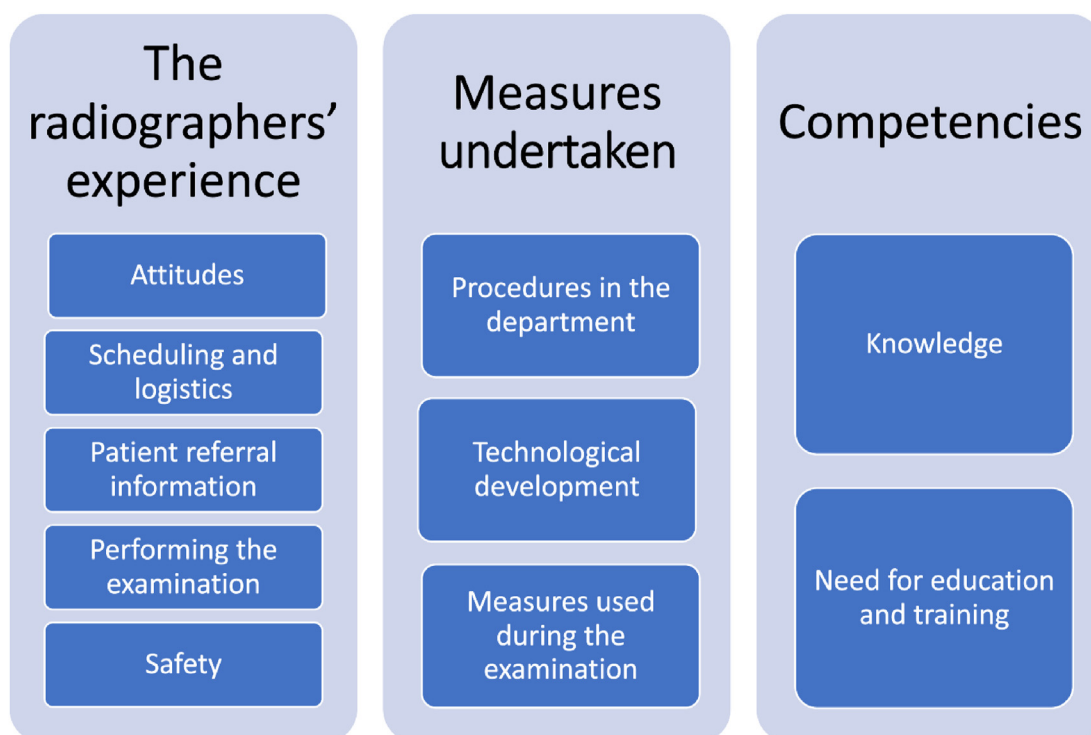 The
radiographers’
experience
Attitudes
Scheduling and
logistics
Patient referral
information
Performing the
examination
Safety
Measures
undertaken
Procedures in the
department
Technological
development
Measures used
during the
examination
Competencies
Knowledge
Need for education
and training